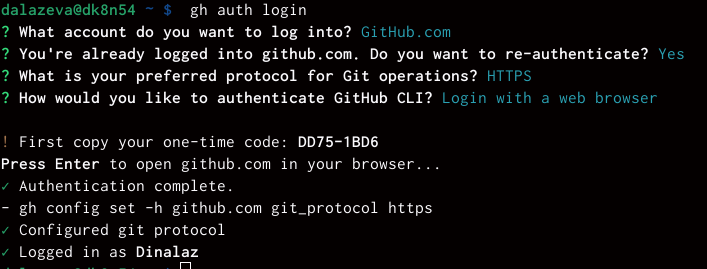 dalazeva@dk8n54 ~ $ gh auth login
? What account do you want to log into? GitHub.com
? You're already logged into github.com. Do you want to re-authenticate? Yes
? What is your preferred protocol for Git operations? HTTPS
? How would you like to authenticate GitHub CLI? Login with a web browser
! First copy your one-time code: DD75-1BD6
Press Enter to open github.com in your browser...
✓ Authentication complete.
- gh config set -h github.com git_protocol https
✓ Configured git protocol
✓ Logged in as Dinalaz